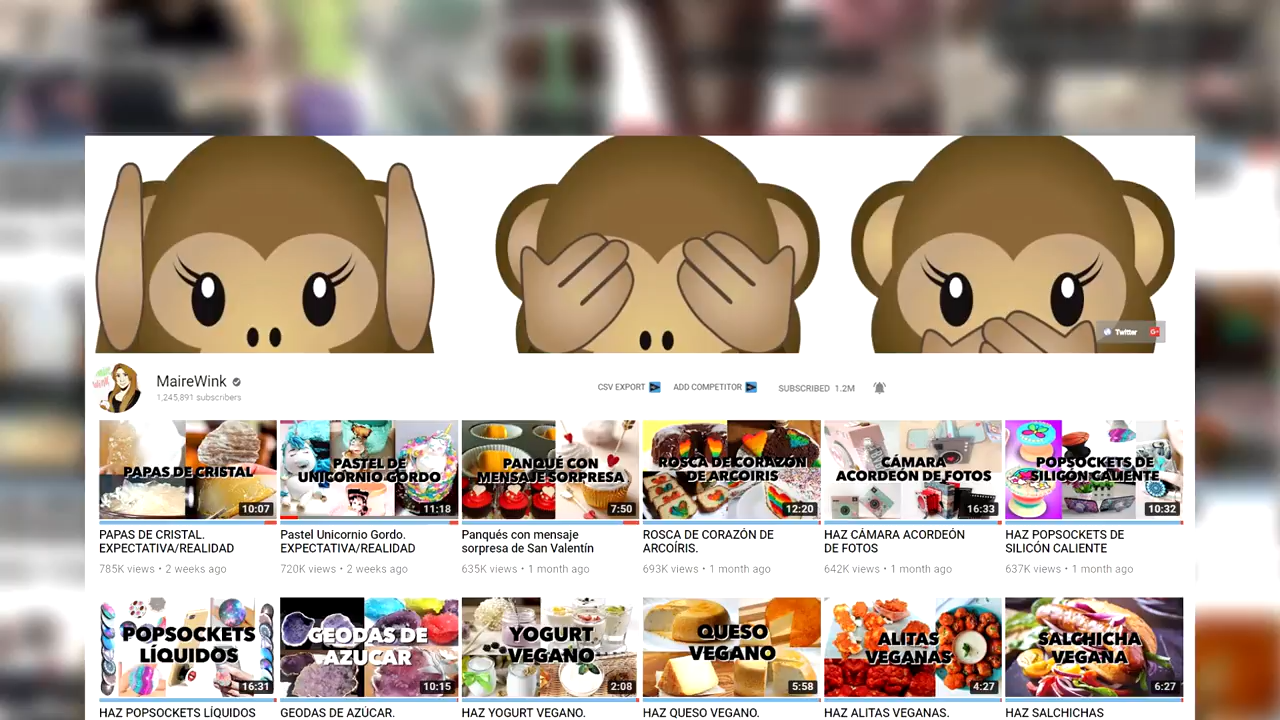 Twitter
MaireWink
1,245,891 subscribers
CSV EXPORT
ADD COMPETITOR
SUBSCRIBED 1.2M
PAPAS DE CRISTAL
10:07
PASTEL DE
UNICORNIO GORDO
11:18
PANQUÉ CON
MENSAJE SORPRESA
7:50
ROSCA DE CORAZÓN
DE ARCOIRIS
12:20
CÁMARA
ACORDEÓN DE FOTOS
16:33
POPSOCKETS DE
SILICÓN CALIENTE
10:32
PAPAS DE CRISTAL.
EXPECTATIVA/REALIDAD
785K views • 2 weeks ago
Pastel Unicornio Gordo.
EXPECTATIVA/REALIDAD
720K views • 2 weeks ago
Panqués con mensaje
sorpresa de San Valentín
635K views • 1 month ago
ROSCA DE CORAZÓN DE
ARCOÍRIS.
693K views • 1 month ago
HAZ CÁMARA ACORDEÓN
DE FOTOS
642K views • 1 month ago
HAZ POPSOCKETS DE
SILICÓN CALIENTE
637K views • 1 month ago
POPSOCKETS
LÍQUIDOS
16:31
GEODAS DE
AZUCAR
10:15
YOGURT
VEGANO
2:08
QUESO
VEGANO
5:58
ALITAS
VEGANAS
4:27
SALCHICHA
VEGANA
6:27
HAZ POPSOCKETS LÍQUIDOS
GEODAS DE AZÚCAR.
HAZ YOGURT VEGANO.
HAZ QUESO VEGANO.
HAZ ALITAS VEGANAS.
HAZ SALCHICHAS